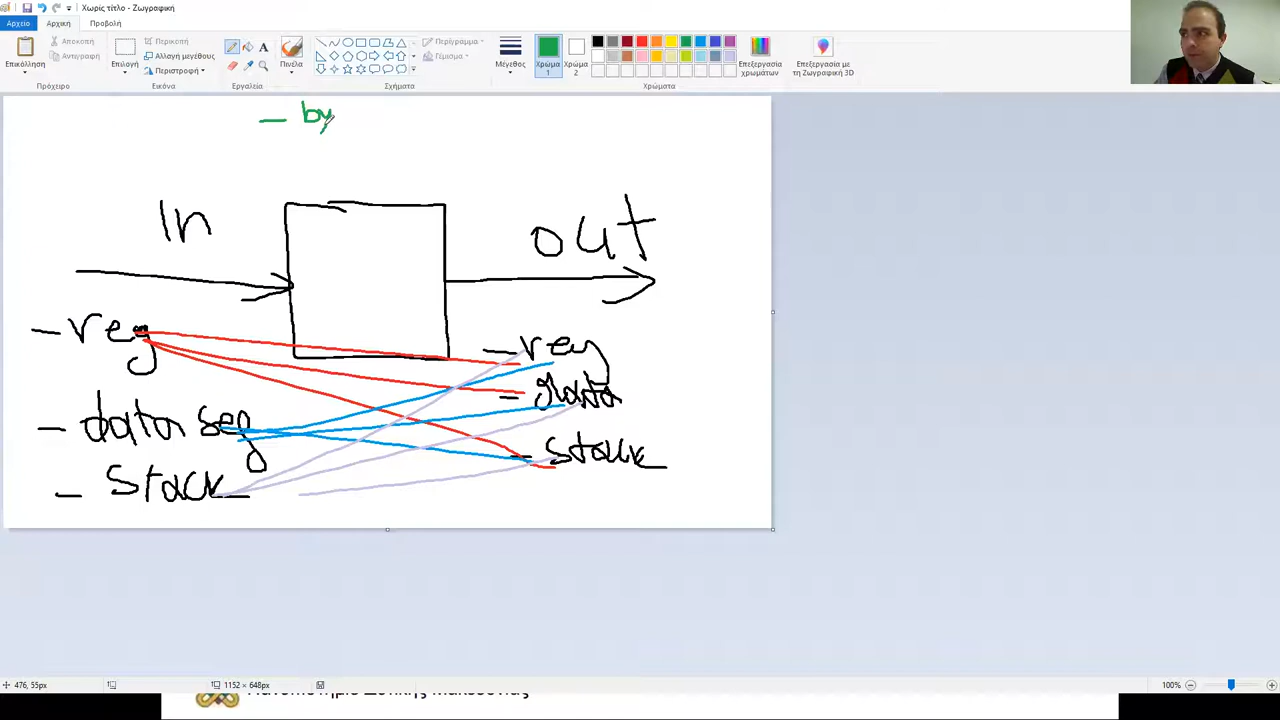 Χωρίς τίτλο - Ζωγραφική
Αρχείο Αρχική Προβολή
Επικόλληση Αποκοπή Αντιγραφή
Επιλογή Περικοπή Αλλαγή μεγέθους Περιστροφή
Πινέλα Περίγραμμα Γέμισμα
Μέγεθος Χρώμα 1 Χρώμα 2 Επεξεργασία χρωμάτων Επεξεργασία με τη Ζωγραφική 3D
Πρόχειρο Εικόνα Εργαλεία Σχήματα Χρώματα
- by
In out
- reg - reg
- data seg - data
- Stack - stack
476, 55px 1152 × 648px 100%